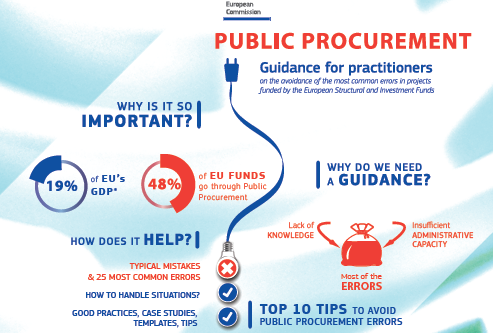 European
Commission
PUBLIC PROCUREMENT
Guidance for practitioners
on the avoidance of the most common errors in projects
funded by the European Structural and Investment Funds
WHY IS IT SO
IMPORTANT?
19%
of EU's
GDP*
48%
of EU FUNDS
go through Public
Procurement
WHY DO WE NEED
A GUIDANCE?
Lack of
KNOWLEDGE
Insufficient
ADMINISTRATIVE
CAPACITY
Most of the
ERRORS
HOW DOES IT HELP?
TYPICAL MISTAKES
& 25 MOST COMMON ERRORS
HOW TO HANDLE SITUATIONS?
GOOD PRACTICES, CASE STUDIES,
TEMPLATES, TIPS
TOP 10 TIPS TO AVOID
PUBLIC PROCUREMENT ERRORS